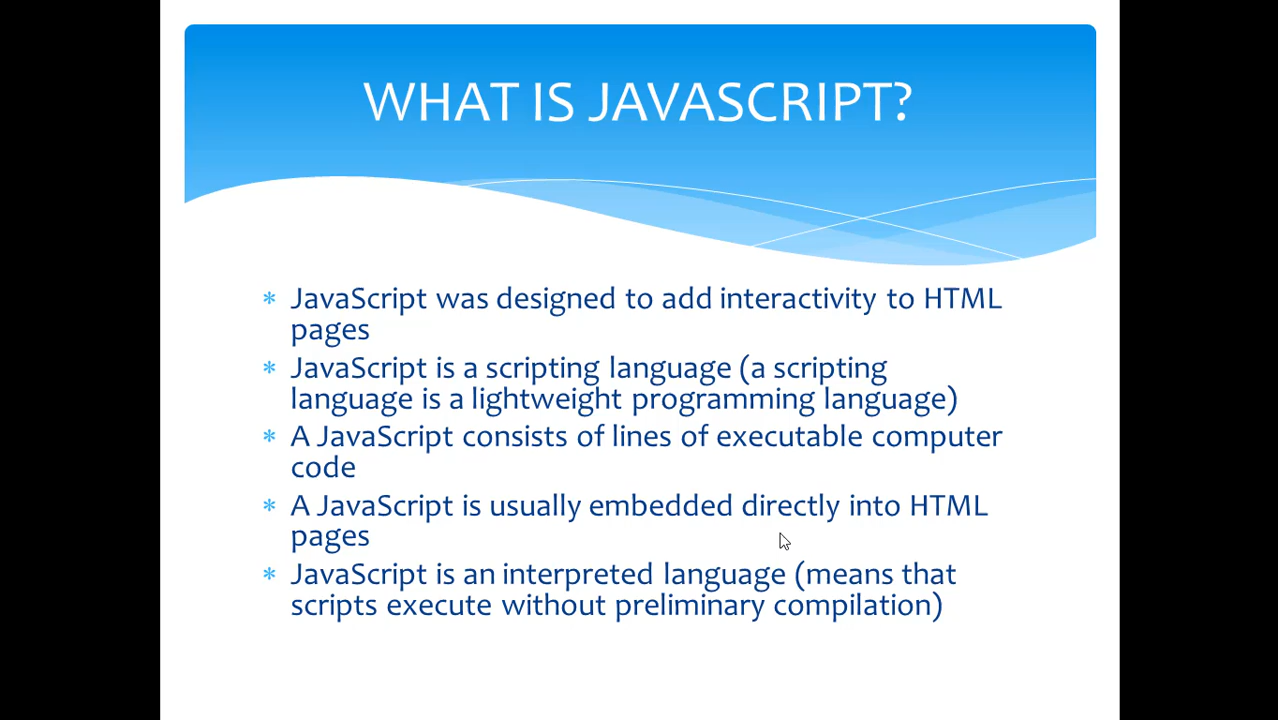 WHAT IS JAVASCRIPT?
* JavaScript was designed to add interactivity to HTML
pages
* JavaScript is a scripting language (a scripting
language is a lightweight programming language)
* A JavaScript consists of lines of executable computer
code
* A JavaScript is usually embedded directly into HTML
pages
* JavaScript is an interpreted language (means that
scripts execute without preliminary compilation)